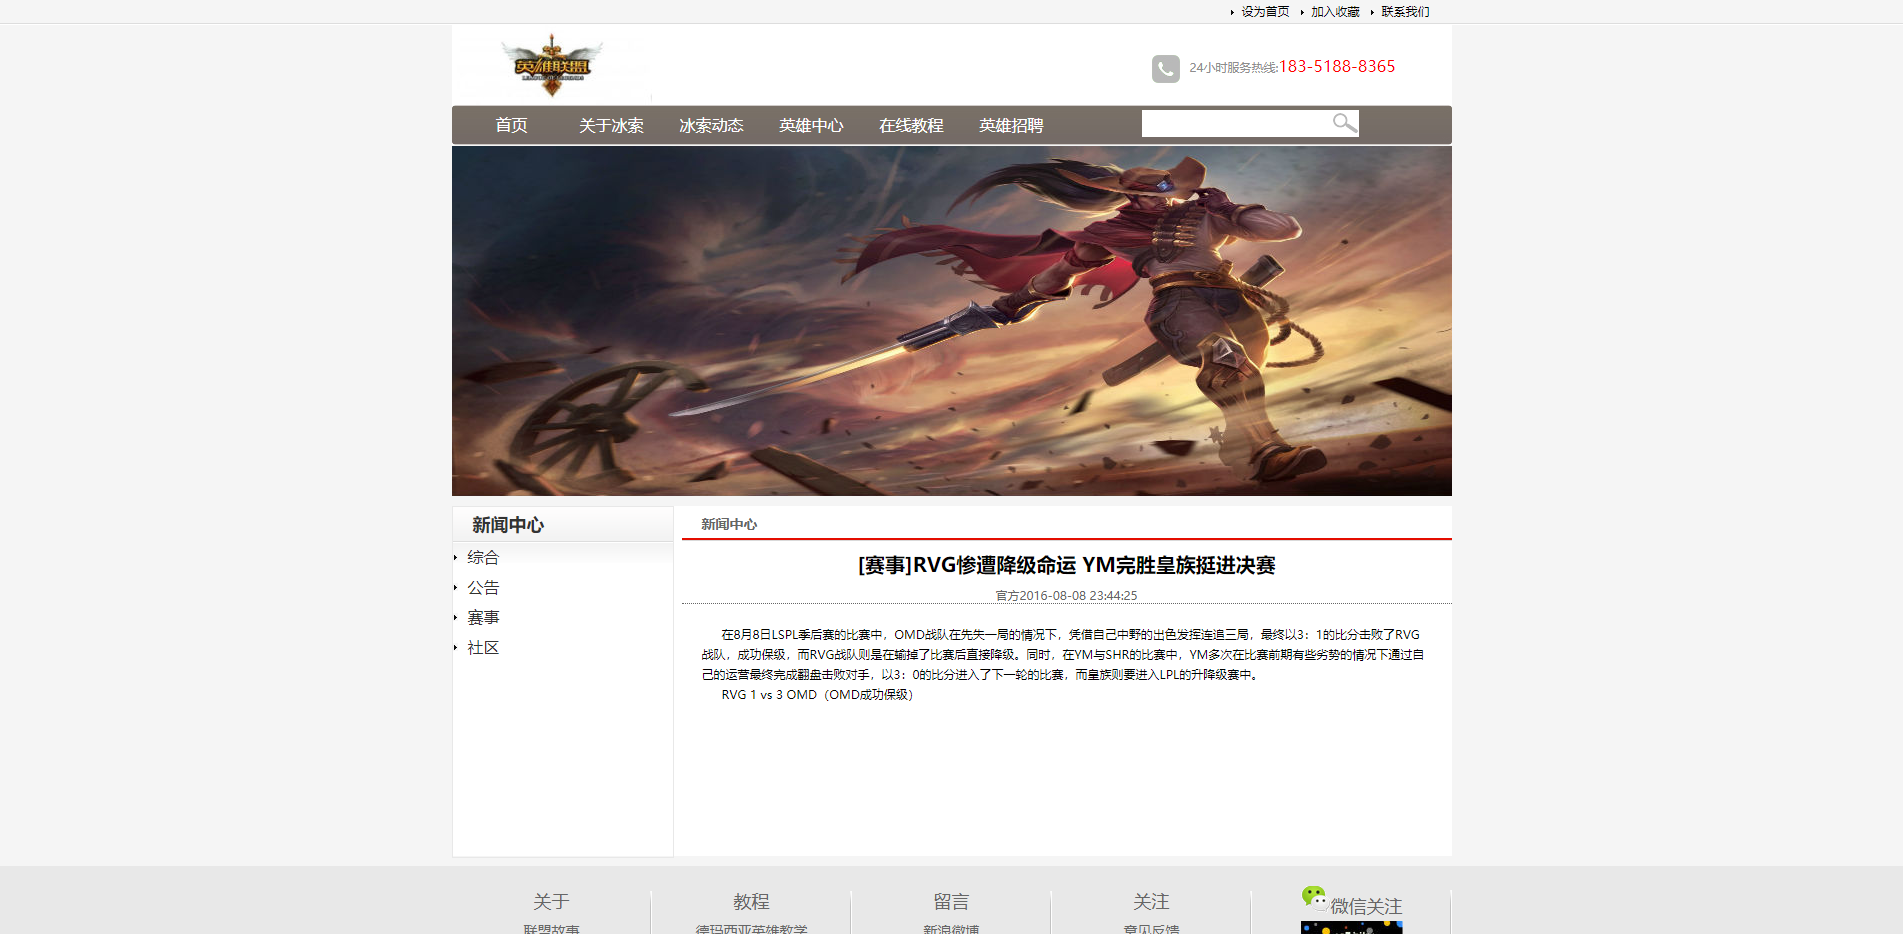 设为首页 加入收藏 联系我们
英雄联盟
LEAGUE OF LEGENDS
24小时服务热线:183-5188-8365
首页 关于冰索 冰索动态 英雄中心 在线教程 英雄招聘
新闻中心
综合
公告
赛事
社区
新闻中心
[赛事]RVG惨遭降级命运 YM完胜皇族挺进决赛
官方2016-08-08 23:44:25
在8月8日LSPL季后赛的比赛中，OMD战队在先失一局的情况下，凭借自己中野的出色发挥连追三局，最终以3：1的比分击败了RVG
战队，成功保级，而RVG战队则是在输掉了比赛后直接降级。同时，在YM与SHR的比赛中，YM多次在比赛前期有些劣势的情况下通过自
己的运营最终完成翻盘击败对手，以3：0的比分进入了下一轮的比赛，而皇族则要进入LPL的升降级赛中。
RVG 1 vs 3 OMD（OMD成功保级）
关于 教程 留言 关注 微信关注
联盟故事 德玛西亚英雄教学 新浪微博 意见反馈